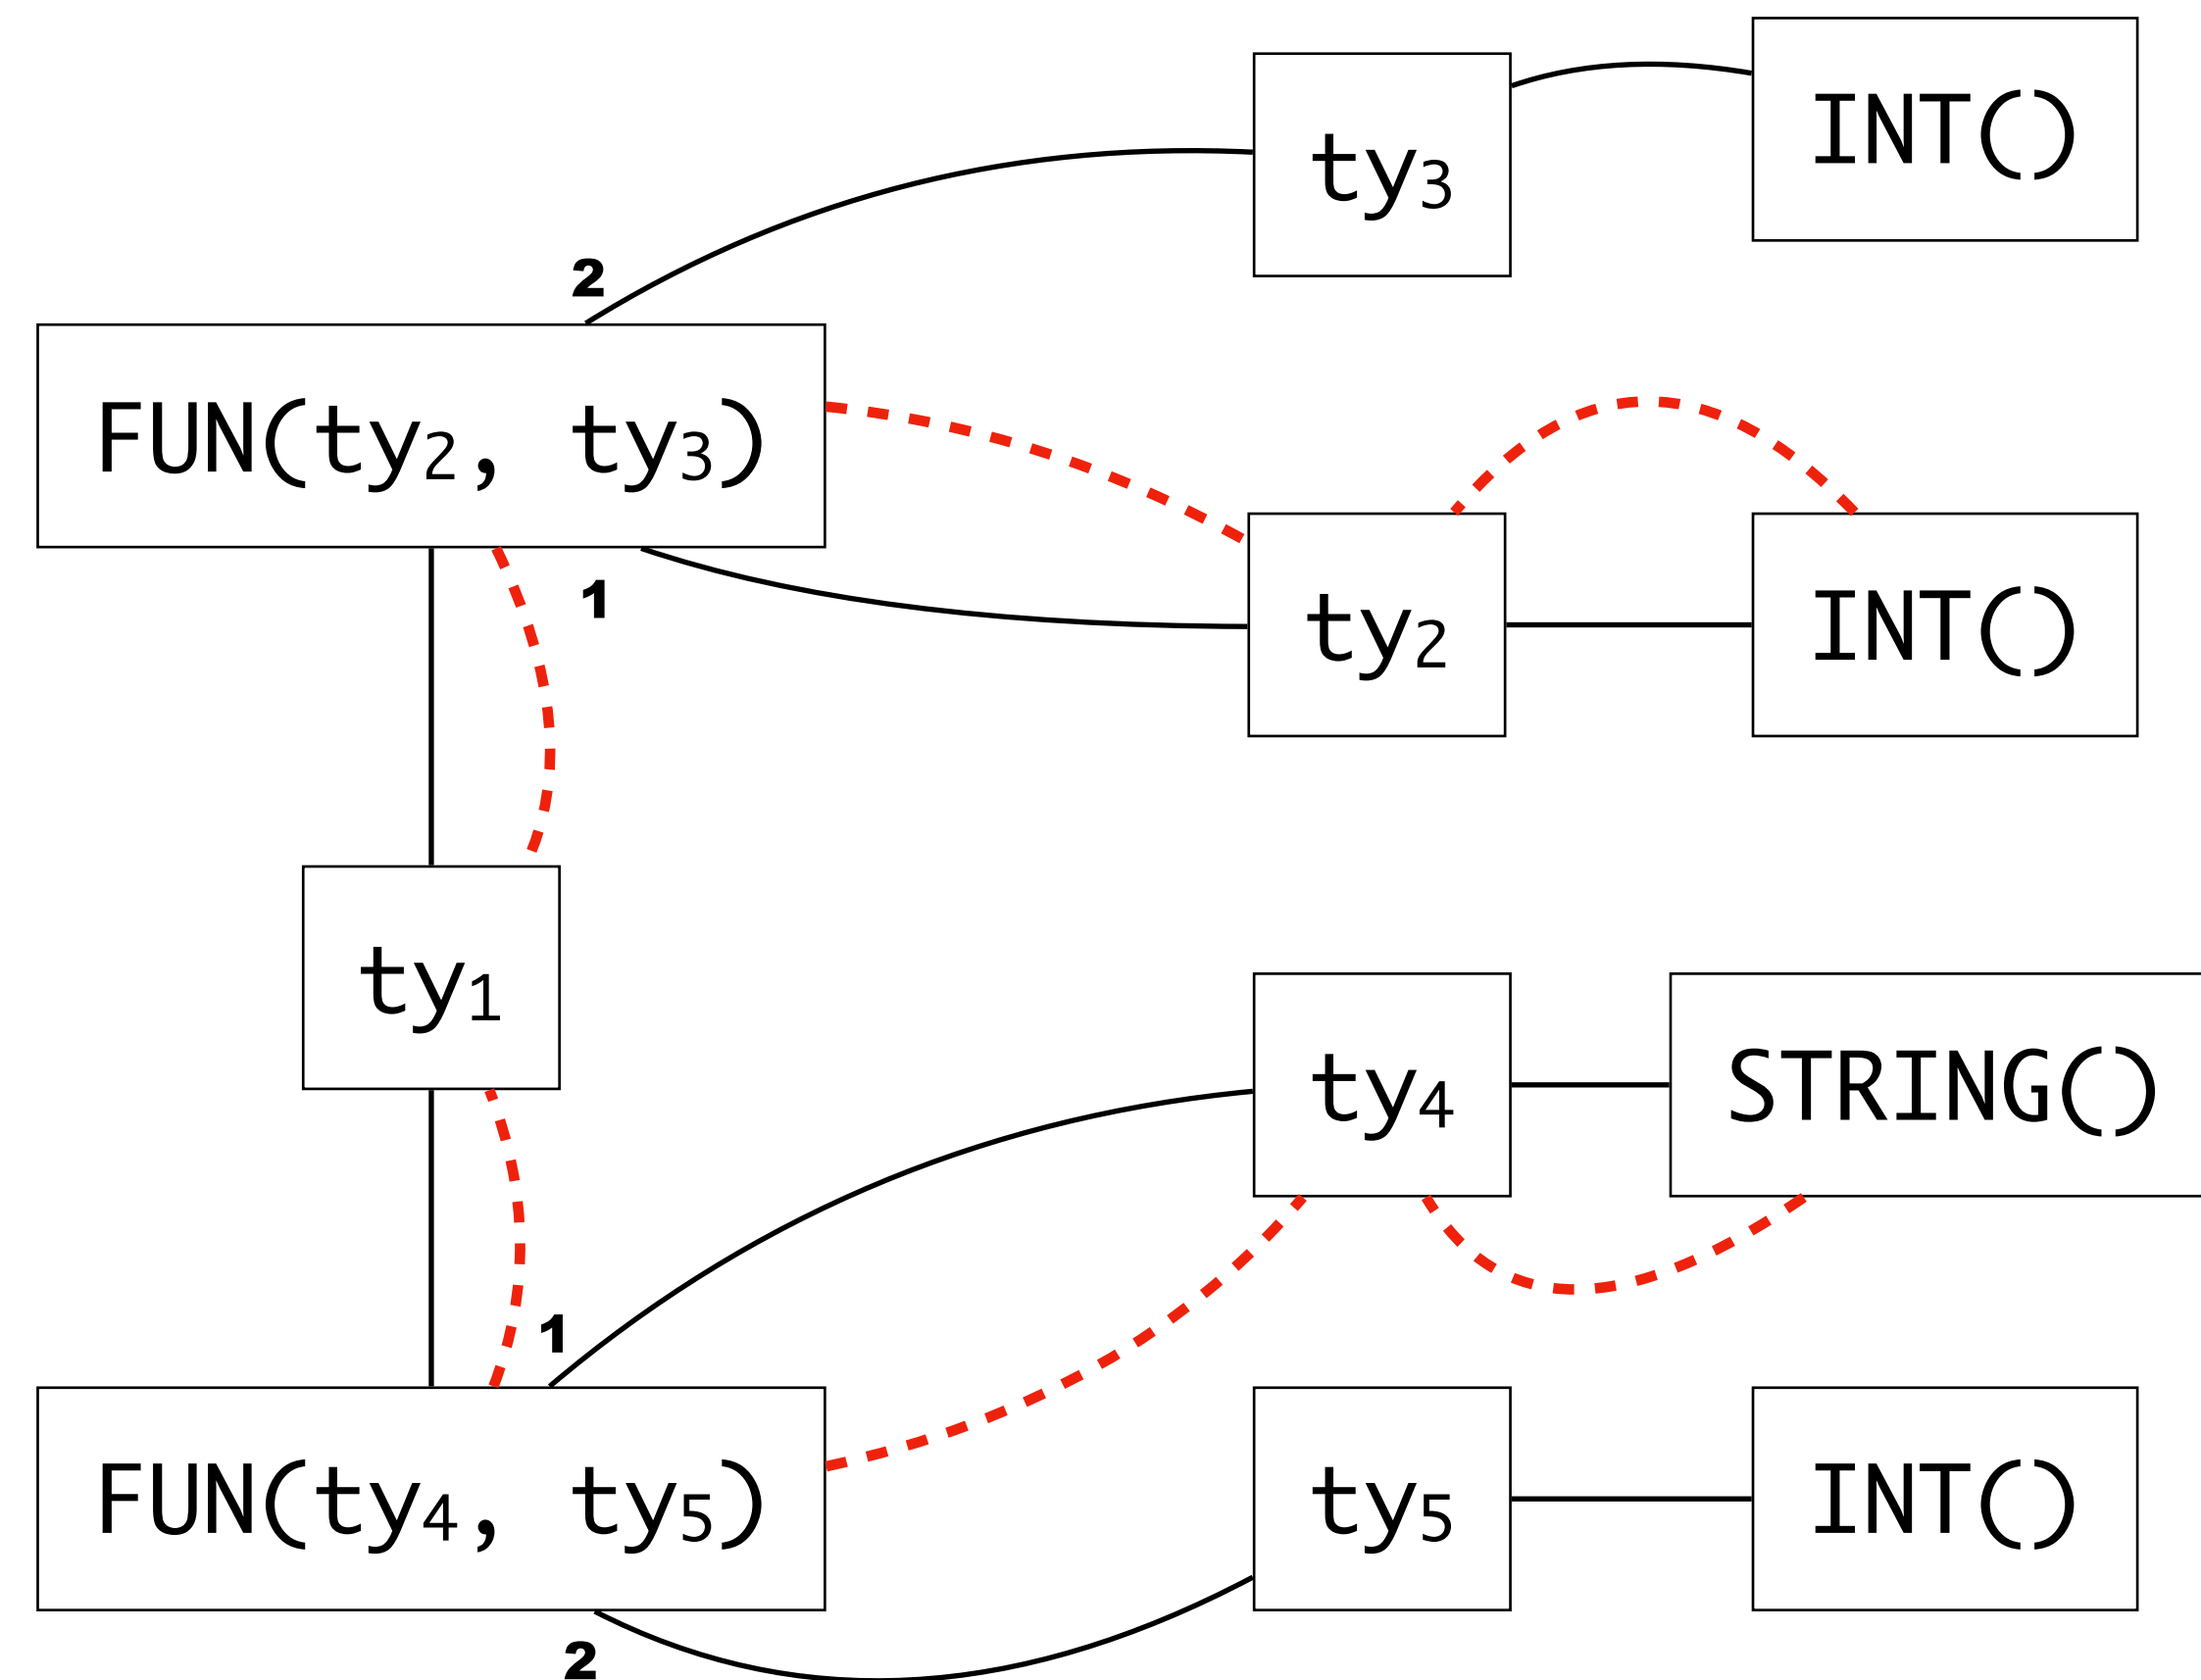 INT()
ty3
2
FUN(ty2, ty3)
1
ty2
INT()
ty1
ty4
STRING()
1
FUN(ty4, ty5)
ty5
INT()
2